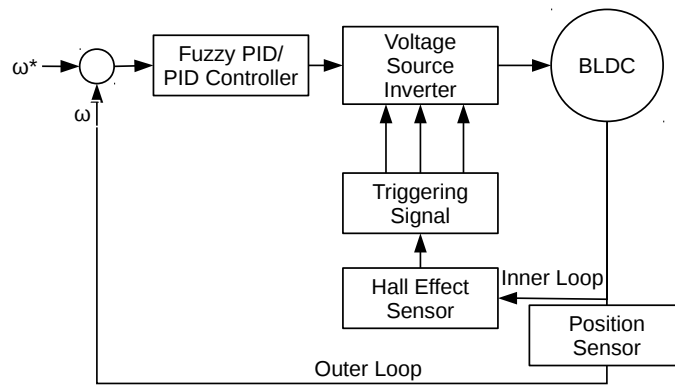 Fuzzy PID/
PID Controller
Voltage
Source
Inverter
BLDC
ω*
ω
Triggering
Signal
Hall Effect
Sensor
Inner Loop
Position
Sensor
Outer Loop